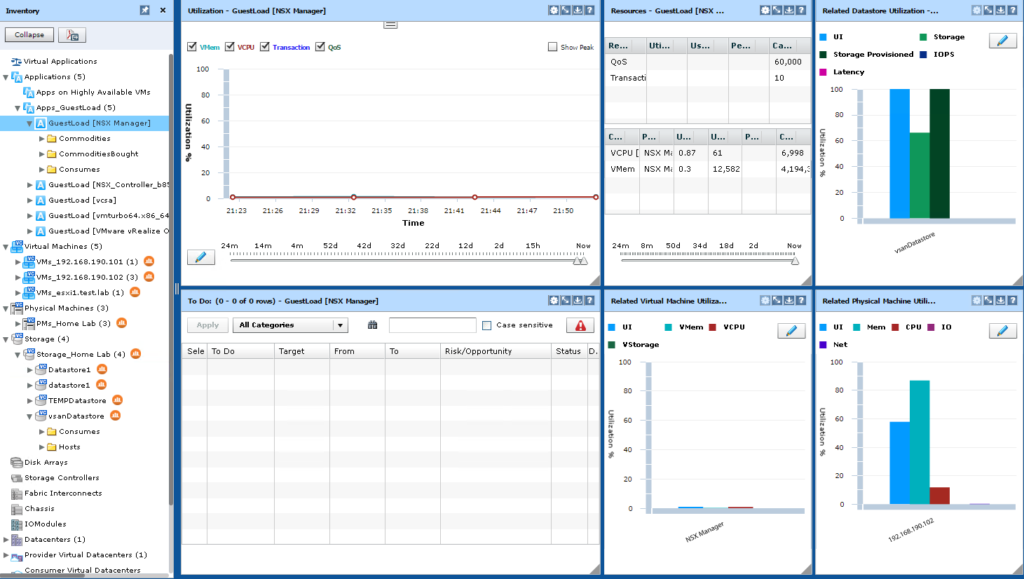 Inventory
Collapse
Virtual Applications
Applications (5)
Apps on Highly Available VMs
Apps_GuestLoad (5)
GuestLoad [NSX Manager]
Commodities
CommoditiesBought
Consumes
GuestLoad [NSX_Controller_b85
GuestLoad [vcsa]
GuestLoad [vmturbo64.x86_64
GuestLoad [VMware vRealize O
Virtual Machines (5)
VMs_192.168.190.101 (1)
VMs_192.168.190.102 (3)
VMs_esxi1.test.lab (1)
Physical Machines (3)
PMs_Home Lab (3)
Storage (4)
Storage_Home Lab (4)
Datastore1
datastore1
TEMPDatastore
vsanDatastore
Consumes
Hosts
Disk Arrays
Storage Controllers
Fabric Interconnects
Chassis
IOModules
Datacenters (1)
Provider Virtual Datacenters (1)
Consumer Virtual Datacenters
Utilization - GuestLoad [NSX Manager]
VMem VCPU Transaction QoS Show Peak
Utilization %
100
80
60
40
20
0
21:23 21:26 21:29 21:32 21:35 21:38 21:41 21:44 21:47 21:50
Time
24m 14m 4m 52d 42d 32d 22d 12d 2d 15h Now
Resources - GuestLoad [NSX ...
Re... Uti... Us... Pe... Ca...
QoS 60,000
Transacti 10
C... P... U... U... P... C...
VCPU [ NSX Ma 0.87 61 6,998
VMem NSX Ma 0.3 12,582 4,194,3
24m 8m 50d 34d 18d Now
Related Datastore Utilization -...
UI Storage
Storage Provisioned IOPS
Latency
Utilization %
100
80
60
40
20
0
vsanDatastore
To Do: (0 - 0 of 0 rows) - GuestLoad [NSX Manager]
Apply All Categories Case sensitive
Sele To Do Target From To Risk/Opportunity Status D.
Related Virtual Machine Utiliza...
UI VMem VCPU
VStorage
Utilization %
100
80
60
40
20
0
NSX Manager
Related Physical Machine Utili...
UI Mem CPU IO
Net
Utilization %
100
80
60
40
20
0
192.168.190.102